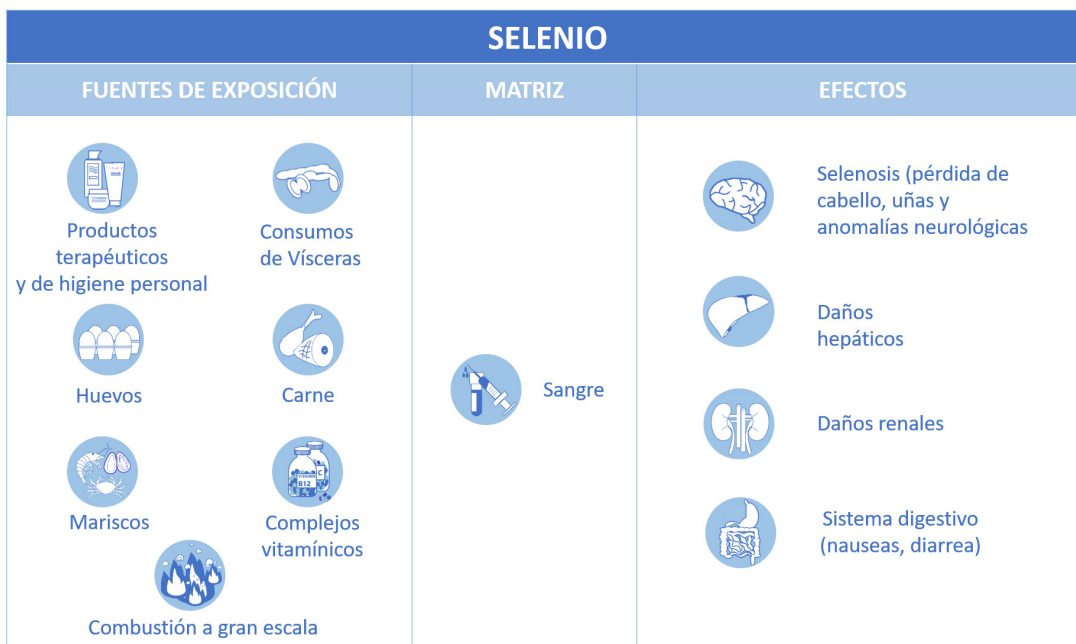 SELENIO
FUENTES DE EXPOSICIÓN
MATRIZ
EFECTOS
Productos
terapéuticos
y de higiene personal
Consumos
de Vísceras
Huevos
Carne
Mariscos
VITAMIN
B12
C
Complejos
vitamínicos
Combustión a gran escala
Sangre
Selenosis (pérdida de
cabello, uñas y
anomalías neurológicas
Daños
hepáticos
Daños renales
Sistema digestivo
(nauseas, diarrea)